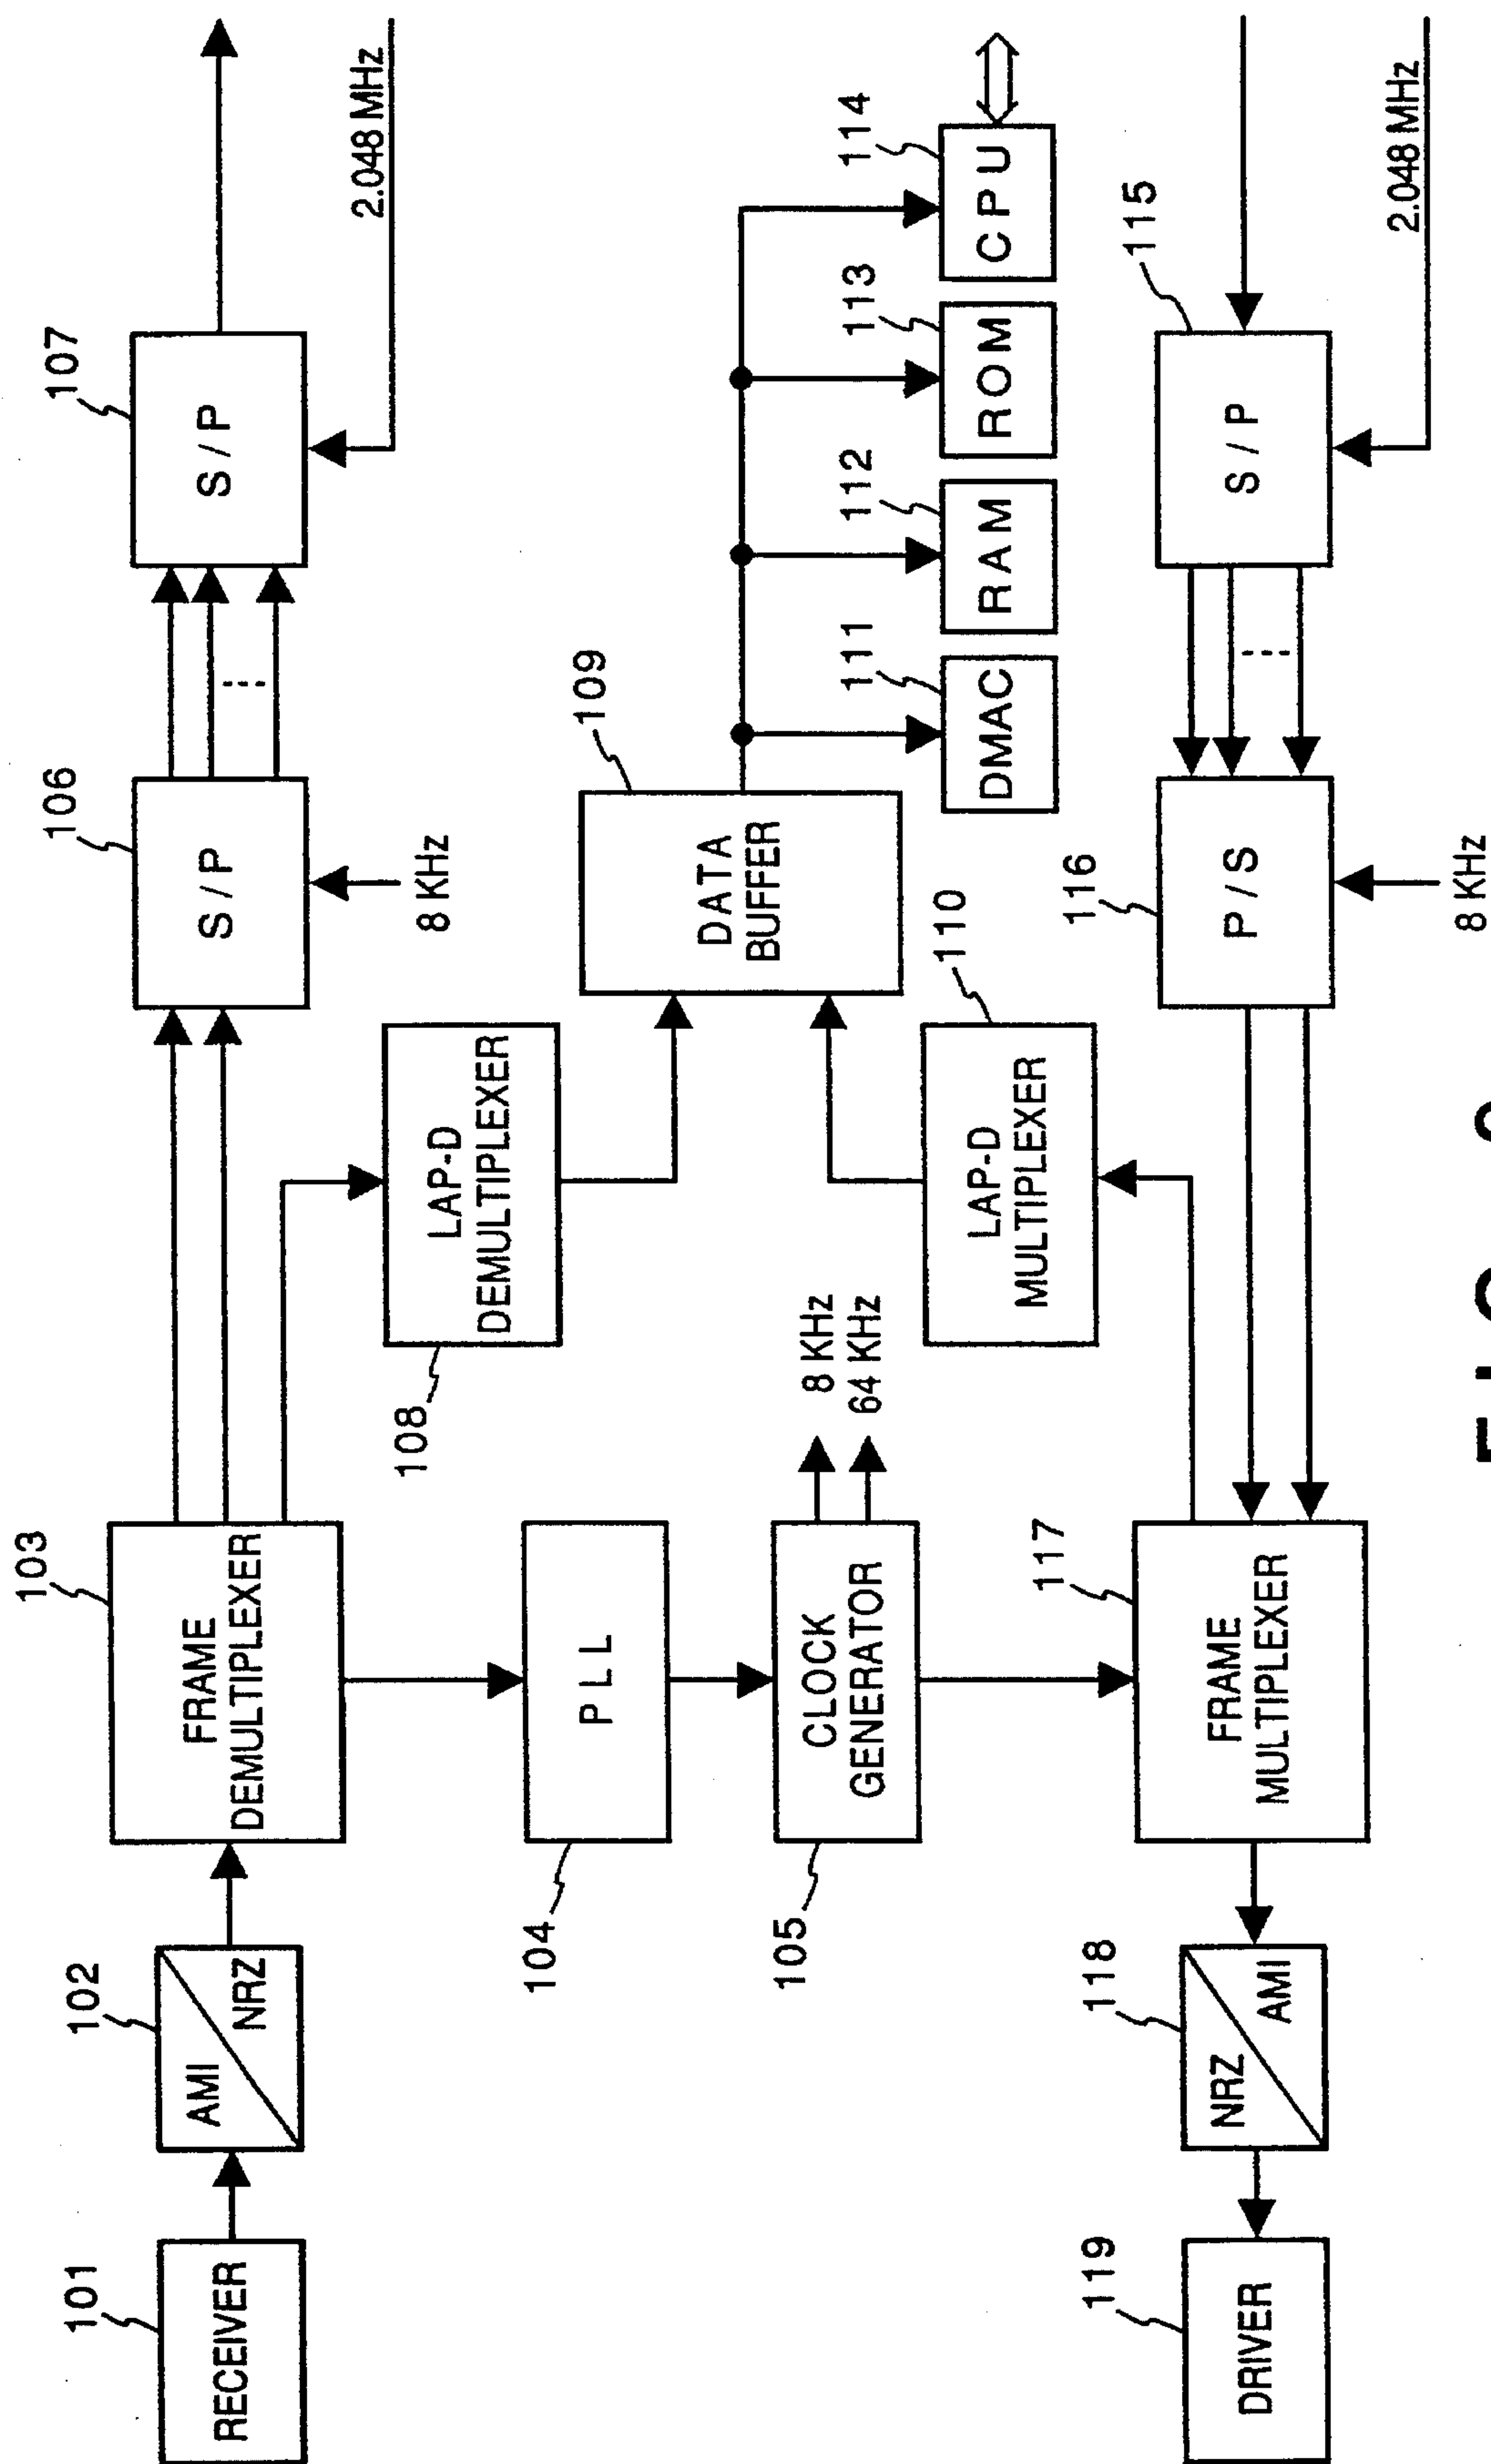 101
RECEIVER
102
AMI
NRZ
103
FRAME
DEMULTIPLEXER
106
S / P
8 KHz
107
S / P
2.048 MHz
104
PLL
108
LAP-D
DEMULTIPLEXER
109
DATA
BUFFER
105
CLOCK
GENERATOR
8 KHz
64 KHz
110
LAP-D
MULTIPLEXER
111
DMAC
112
RAM
113
ROM
114
CPU
119
DRIVER
118
NRZ
AMI
117
FRAME
MULTIPLEXER
116
P / S
8 KHz
115
S / P
2.048 MHz